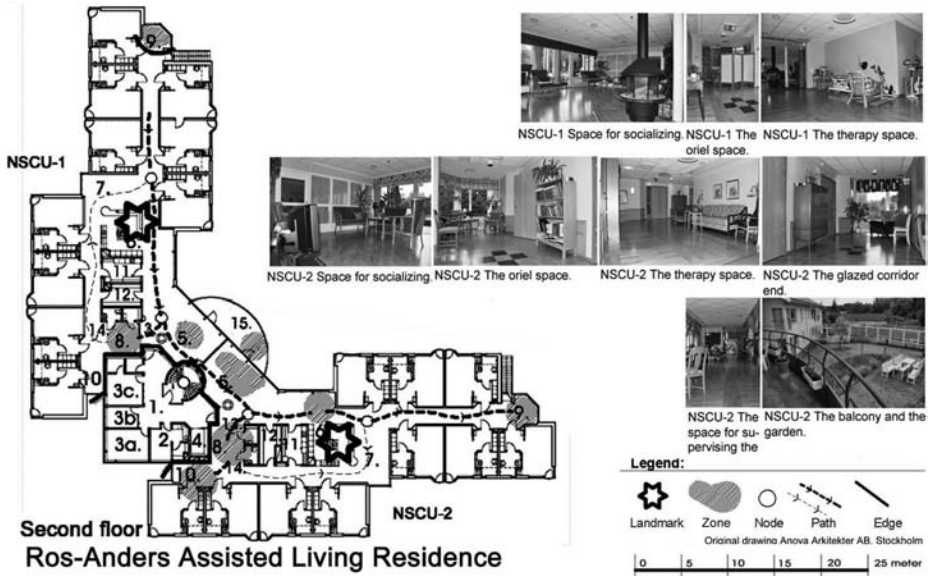 9.
NSCU-1
7.
11.
12.
14.
8.
13.
5.
15.
6.
10
3c.
1.
3b
3a.
2
4.
13.
8.
12.
11.
7.
9.
10.
14.
NSCU-2
Second floor
Ros-Anders Assisted Living Residence
NSCU-1 Space for socializing.
NSCU-1 The
oriel space.
NSCU-1 The therapy space.
NSCU-2 Space for socializing.
NSCU-2 The oriel space.
NSCU-2 The therapy space.
NSCU-2 The glazed corridor
end.
NSCU-2 The
space for su-
pervising the
NSCU-2 The balcony and the
garden.
Legend:
Landmark Zone Node Path Edge
Original drawing Anova Arkitekter AB. Stockholm
0 5 10 15 20 25 meter